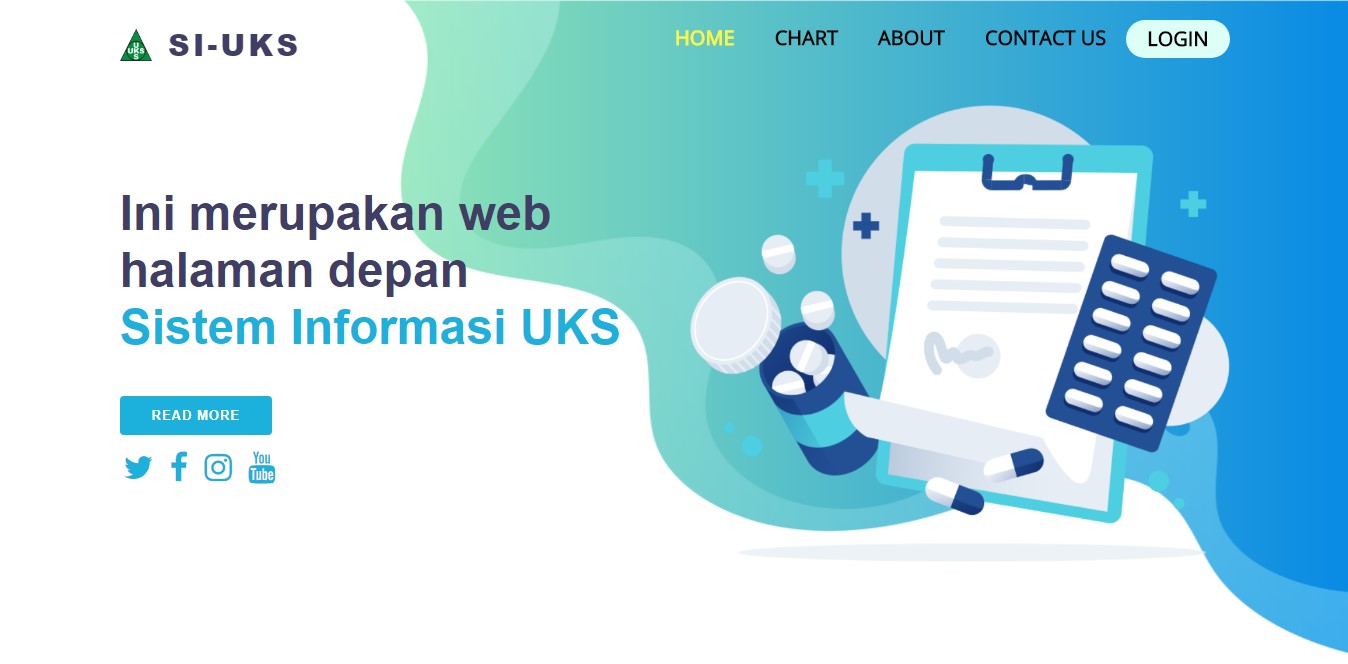 UKS
SI-UKS
HOME
CHART
ABOUT
CONTACT US
LOGIN
Ini merupakan web
halaman depan
Sistem Informasi UKS
READ MORE
You
Tube